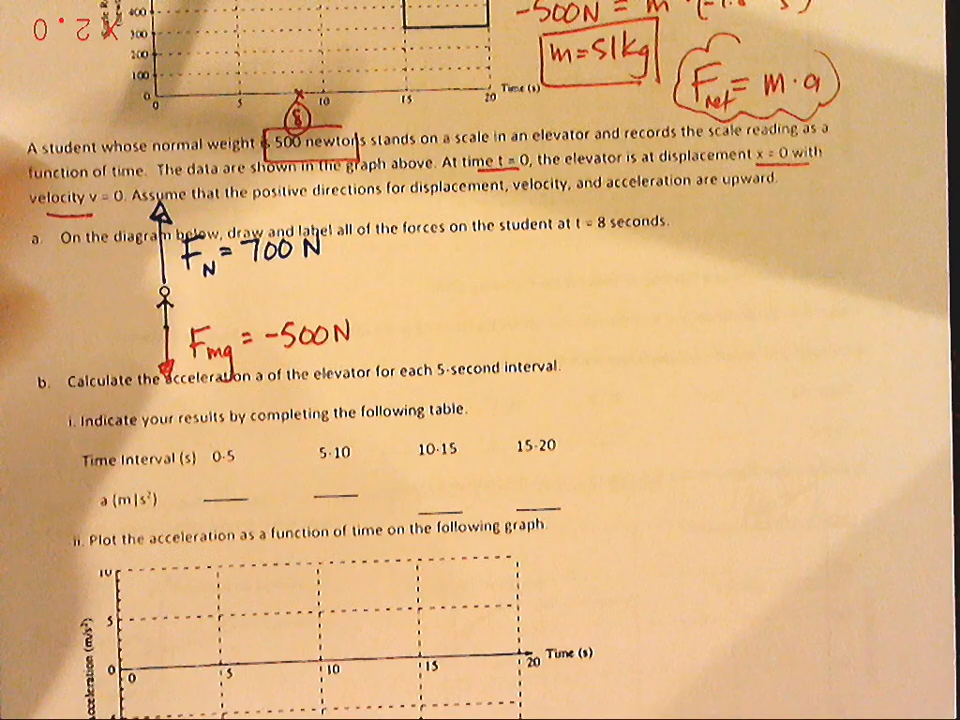 -500N = m
400
300
200
100
0
0 5 10 15 20 Time (s)
8
m=51kg
Fnet = m·a
A student whose normal weight is 500 newtons stands on a scale in an elevator and records the scale reading as a
function of time. The data are shown in the graph above. At time t = 0, the elevator is at displacement x = 0 with
velocity v = 0. Assume that the positive directions for displacement, velocity, and acceleration are upward.
a. On the diagram below, draw and label all of the forces on the student at t = 8 seconds.
FN = 700 N
Fmg = -500N
b. Calculate the acceleration a of the elevator for each 5-second interval.
i. Indicate your results by completing the following table.
Time Interval (s) 0-5 5-10 10-15 15-20
a (m|s²)
ii. Plot the acceleration as a function of time on the following graph.
10
5
0
0 5 10 15 20 Time (s)
cceleration (m/s²)